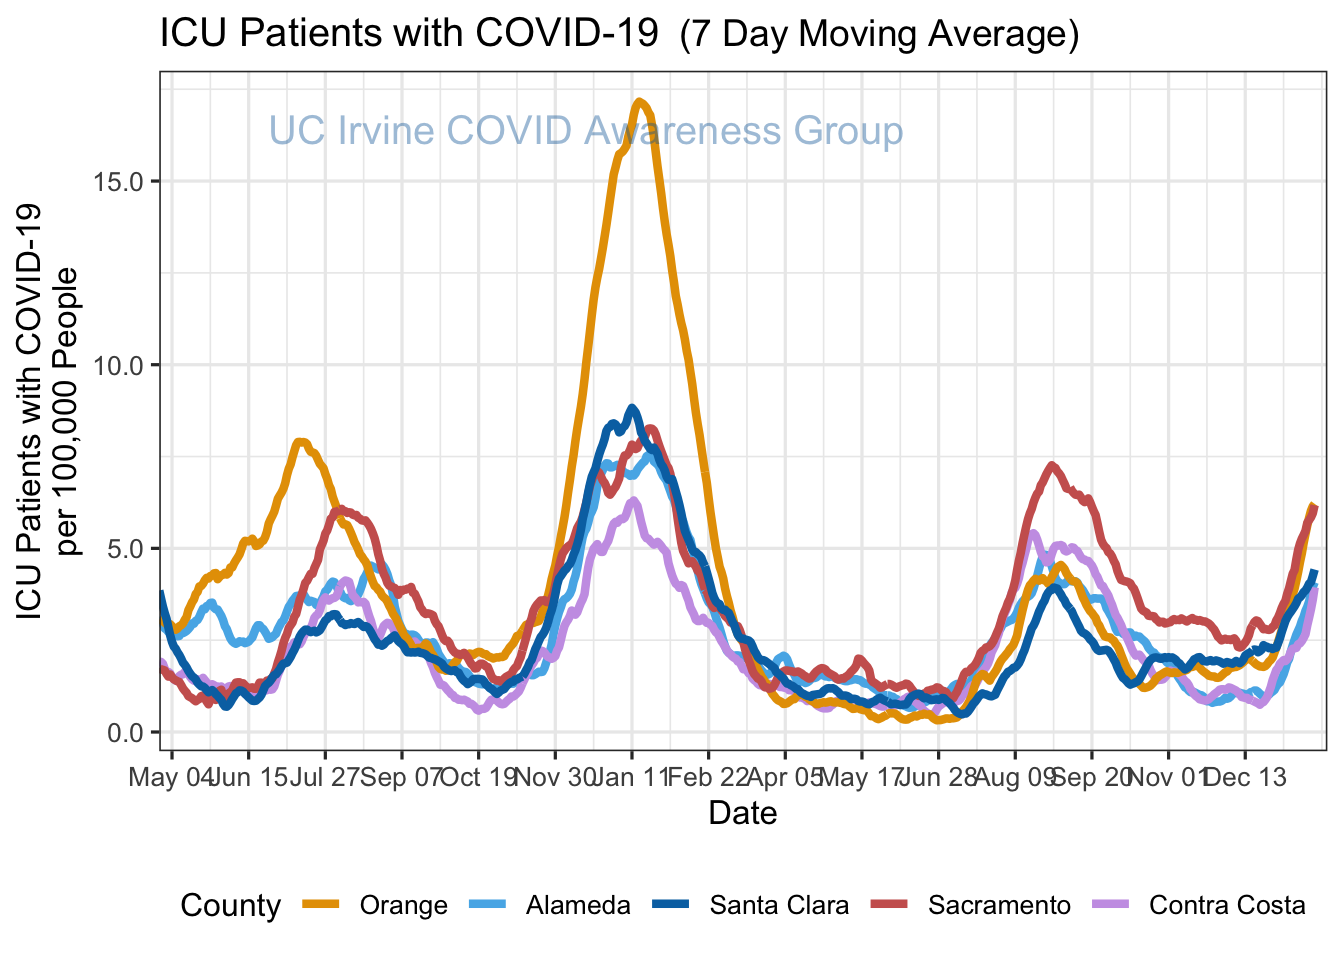 ICU Patients with COVID-19 (7 Day Moving Average)
UC Irvine COVID Awareness Group
ICU Patients with COVID-19
per 100,000 People
15.0
10.0
5.0
0.0
May 04 Jun 15 Jul 27 Sep 07 Oct 19 Nov 30 Jan 11 Feb 22 Apr 05 May 17 Jun 28 Aug 09 Sep 20 Nov 01 Dec 13
Date
County Orange Alameda Santa Clara Sacramento Contra Costa